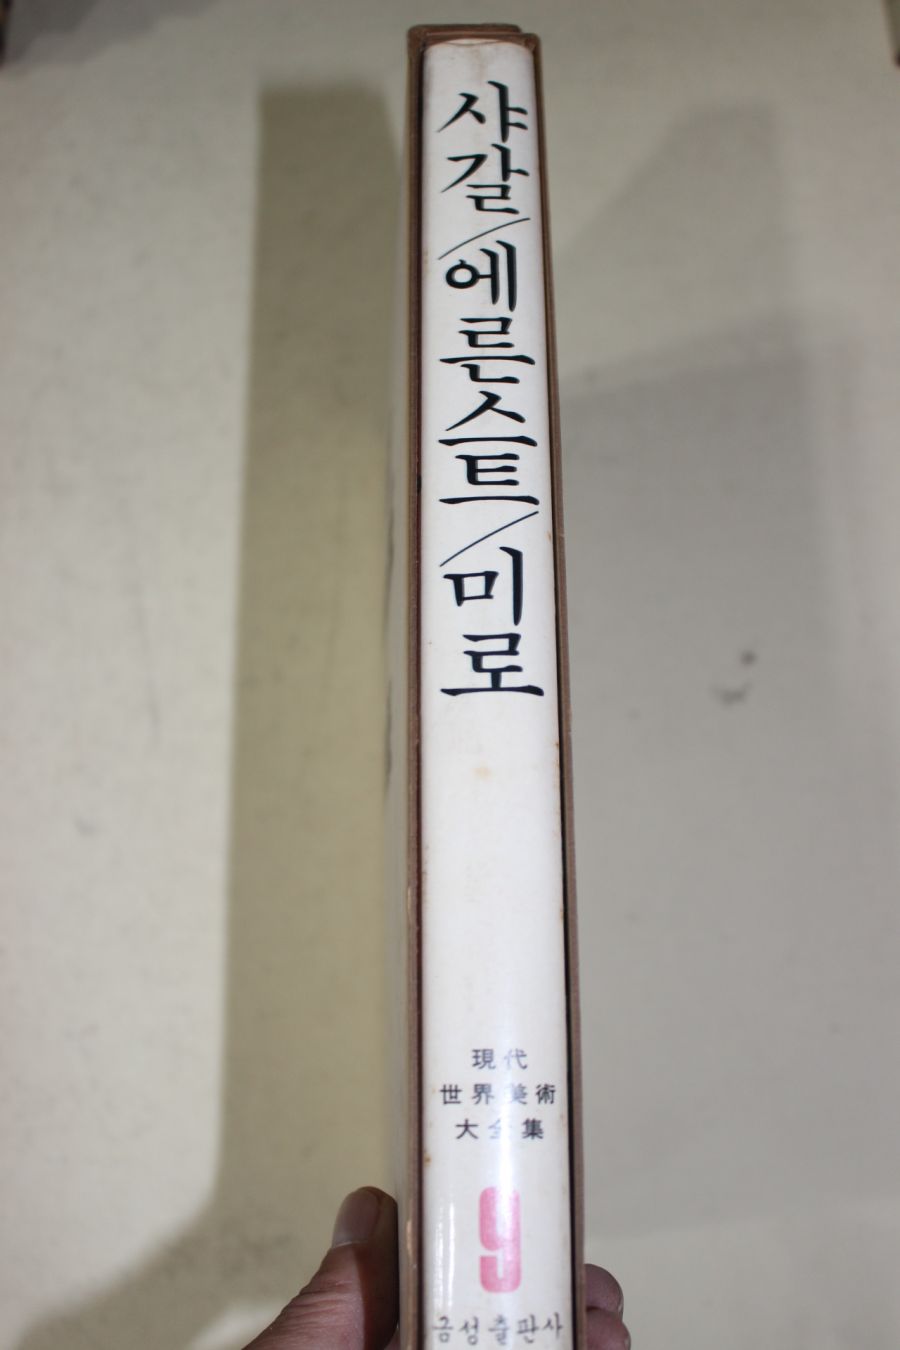 샤갈/에른스트/미로
現代
世界美術
大全集
9
금성출판사